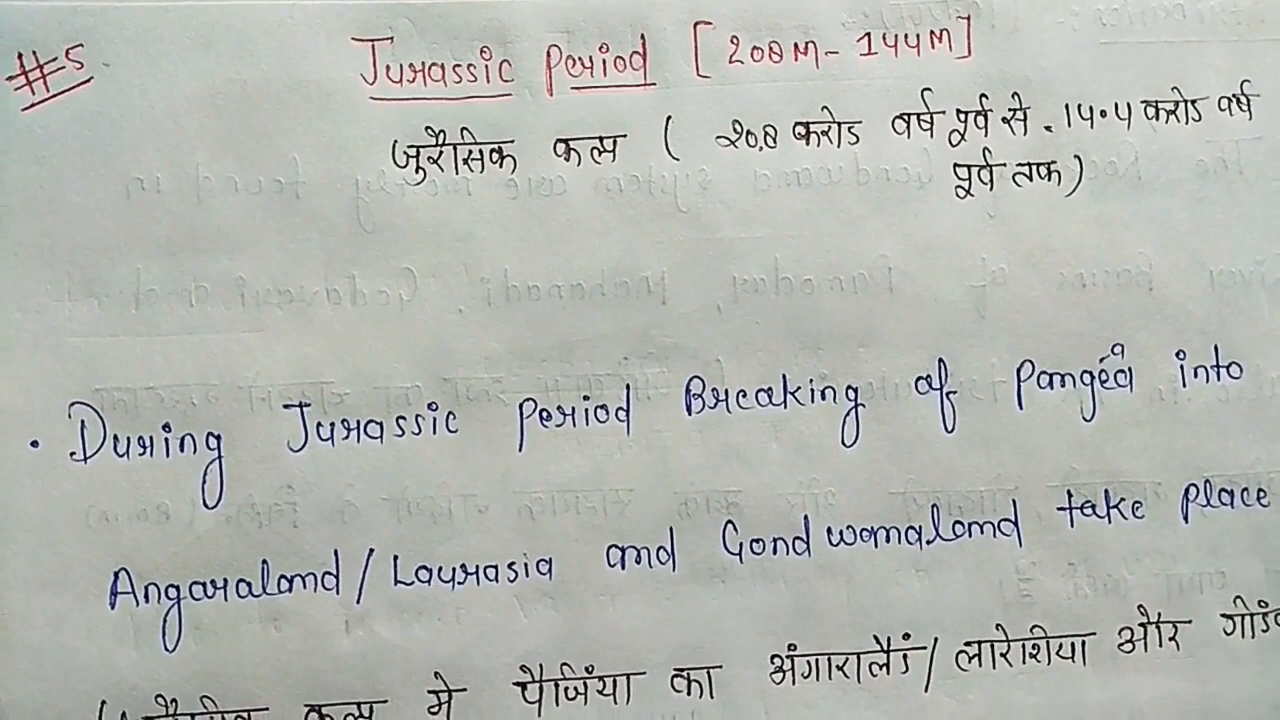 #5.
Jurassic Period [208M-144M]
जुरैसिक कल्प ( 20.8 करोड वर्ष पूर्व से . 14.4 करोड वर्ष
पूर्व तक)
. During Jurassic Period Breaking of Pangea into
Angaraland/Laurasia and Gondwanaland take place
कल्प मे पैंजिया का अंगारालैंड/लारेशिया और